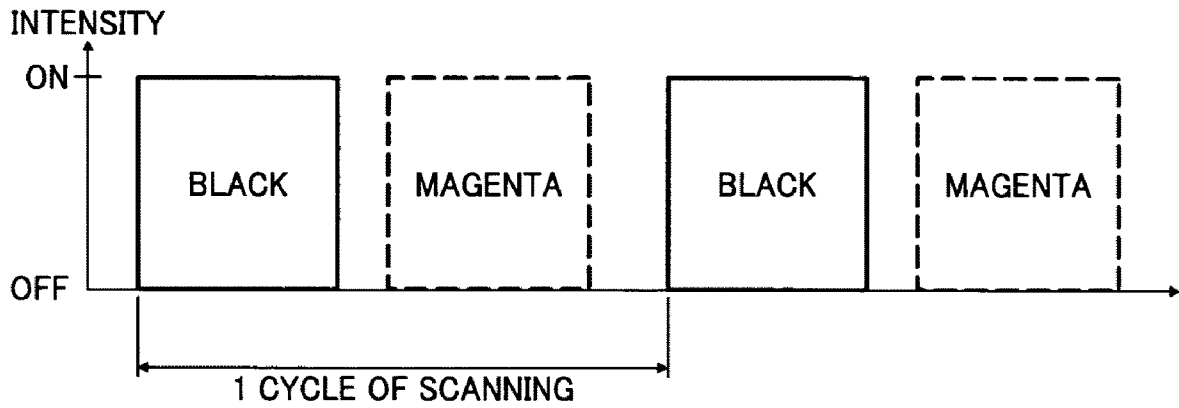 INTENSITY
ON
BLACK MAGENTA BLACK MAGENTA
OFF
1 CYCLE OF SCANNING